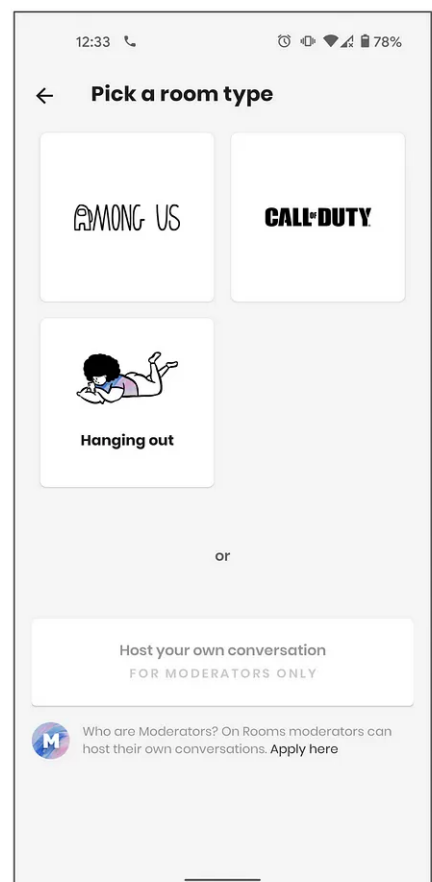 12:33 78%
Pick a room type
AMONG US
CALL OF DUTY
Hanging out
or
Host your own conversation
FOR MODERATORS ONLY
M
Who are Moderators? On Rooms moderators can
host their own conversations. Apply here